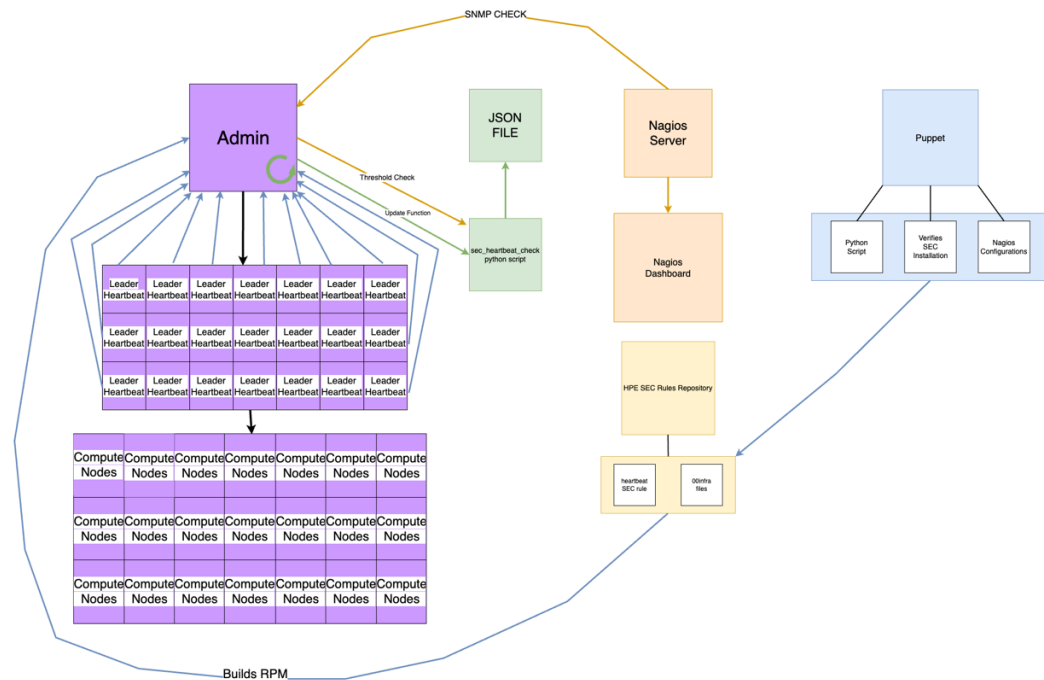 SNMP CHECK
Admin
JSON
FILE
Nagios
Server
Puppet
Threshold Check
Update Function
sec_heartbeat_check
python script
Nagios
Dashboard
Python
Script
Verifies
SEC
Installation
Nagios
Configurations
Leader
Heartbeat
Leader
Heartbeat
Leader
Heartbeat
Leader
Heartbeat
Leader
Heartbeat
Leader
Heartbeat
Leader
Heartbeat
Leader
Heartbeat
Leader
Heartbeat
Leader
Heartbeat
Leader
Heartbeat
Leader
Heartbeat
Leader
Heartbeat
Leader
Heartbeat
Leader
Heartbeat
Leader
Heartbeat
Leader
Heartbeat
Leader
Heartbeat
Leader
Heartbeat
Leader
Heartbeat
Leader
Heartbeat
HPE SEC Rules Repository
heartbeat
SEC rule
00infra
files
Compute
Nodes
Compute
Nodes
Compute
Nodes
Compute
Nodes
Compute
Nodes
Compute
Nodes
Compute
Nodes
Compute
Nodes
Compute
Nodes
Compute
Nodes
Compute
Nodes
Compute
Nodes
Compute
Nodes
Compute
Nodes
Compute
Nodes
Compute
Nodes
Compute
Nodes
Compute
Nodes
Compute
Nodes
Compute
Nodes
Compute
Nodes
Builds RPM